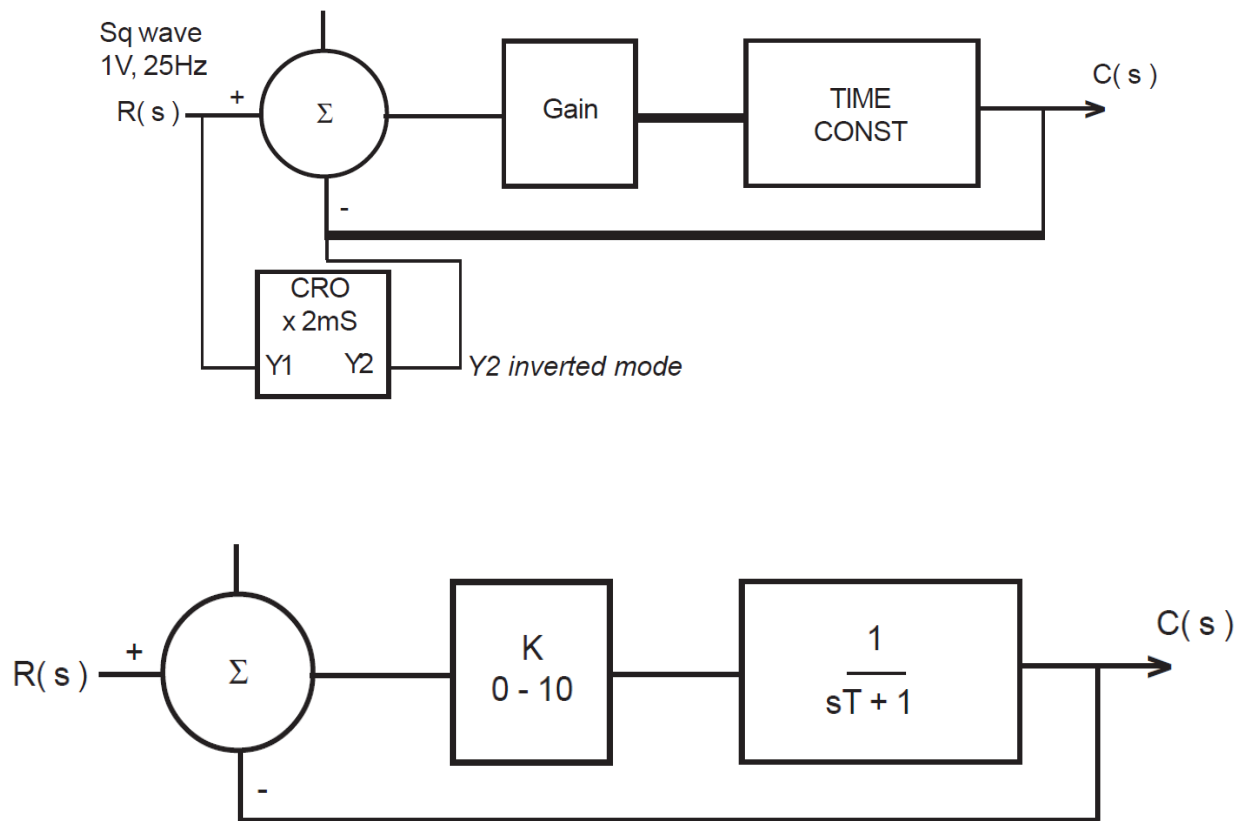 Sq wave
1V, 25Hz
R( s )
+
Σ
-
Gain
TIME
CONST
C( s )
CRO
x 2mS
Y1 Y2
Y2 inverted mode
R( s )
+
Σ
-
K
0 - 10
1
sT + 1
C( s )